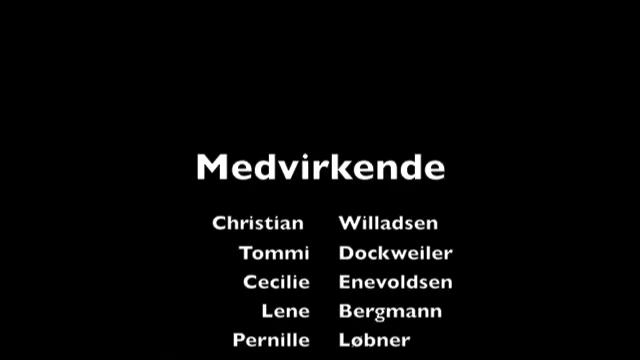 Medvirkende
Christian Willadsen
Tommi Dockweiler
Cecilie Enevoldsen
Lene Bergmann
Pernille Løbner